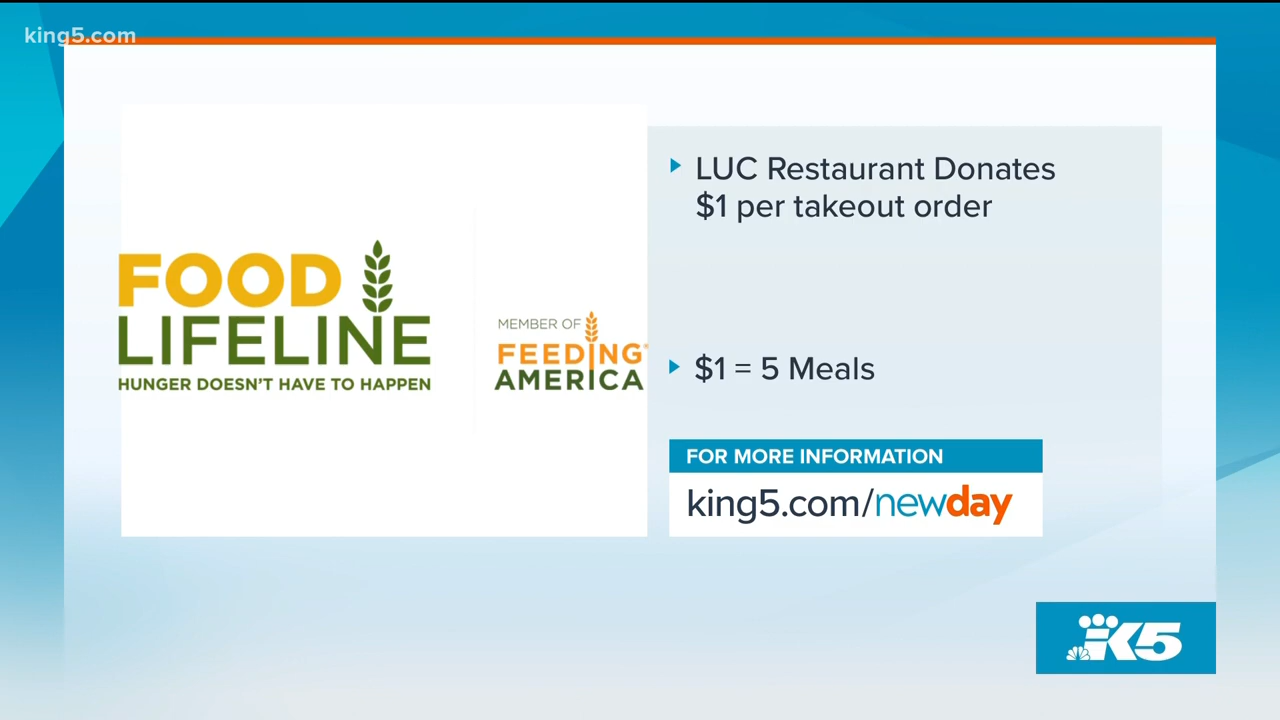 king5.com
FOOD
LIFELINE
HUNGER DOESN'T HAVE TO HAPPEN
MEMBER OF
FEEDING
AMERICA
LUC Restaurant Donates
$1 per takeout order
$1 = 5 Meals
FOR MORE INFORMATION
king5.com/newday
K5